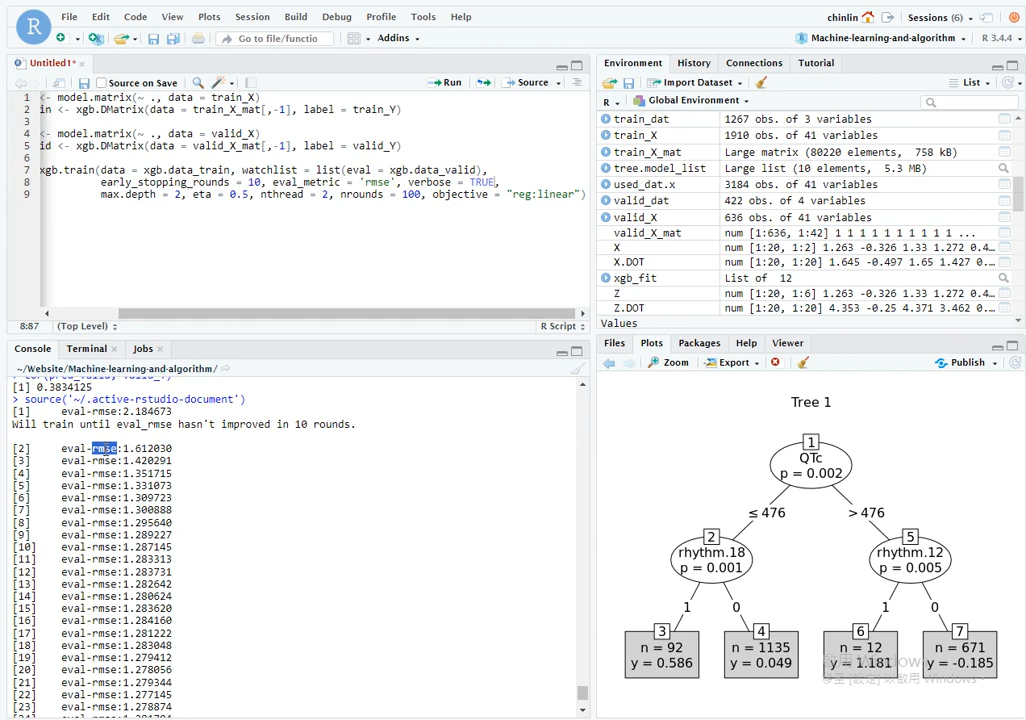 File Edit Code View Plots Session Build Debug Profile Tools Help
chinlin Sessions (6)
Go to file/functio Addins
Machine-learning-and-algorithm R 3.4.4
Untitled1*
Source on Save Run Source
1 <- model.matrix(~ ., data = train_X)
2 in <- xgb.DMatrix(data = train_X_mat[,-1], label = train_Y)
3
4 <- model.matrix(~ ., data = valid_X)
5 id <- xgb.DMatrix(data = valid_X_mat[,-1], label = valid_Y)
6
7 xgb.train(data = xgb.data_train, watchlist = list(eval = xgb.data_valid),
8 early_stopping_rounds = 10, eval_metric = 'rmse', verbose = TRUE,
9 max.depth = 2, eta = 0.5, nthread = 2, nrounds = 100, objective = "reg:linear")
8:87 (Top Level) R Script
Console Terminal Jobs
~/Website/Machine-learning-and-algorithm/
[1] 0.3834125
> source('~/.active-rstudio-document')
[1] eval-rmse:2.184673
Will train until eval_rmse hasn't improved in 10 rounds.
[2] eval-rmse:1.612030
[3] eval-rmse:1.420291
[4] eval-rmse:1.351715
[5] eval-rmse:1.331073
[6] eval-rmse:1.309723
[7] eval-rmse:1.300888
[8] eval-rmse:1.295640
[9] eval-rmse:1.289227
[10] eval-rmse:1.287145
[11] eval-rmse:1.283313
[12] eval-rmse:1.283731
[13] eval-rmse:1.282642
[14] eval-rmse:1.280624
[15] eval-rmse:1.283620
[16] eval-rmse:1.284160
[17] eval-rmse:1.281222
[18] eval-rmse:1.283048
[19] eval-rmse:1.279412
[20] eval-rmse:1.278056
[21] eval-rmse:1.279344
[22] eval-rmse:1.277145
[23] eval-rmse:1.278874
Environment History Connections Tutorial
Import Dataset List
R Global Environment
train_dat 1267 obs. of 3 variables
train_X 1910 obs. of 41 variables
train_X_mat Large matrix (80220 elements, 758 kB)
tree.model_list Large list (10 elements, 5.3 MB)
used_dat.x 3184 obs. of 41 variables
valid_dat 422 obs. of 4 variables
valid_X 636 obs. of 41 variables
valid_X_mat num [1:636, 1:42] 1 1 1 1 1 1 1 1 1 1 ...
X num [1:20, 1:2] 1.263 -0.326 1.33 1.272 0.4…
X.DOT num [1:20, 1:20] 1.645 -0.497 1.65 1.427 0.…
xgb_fit List of 12
Z num [1:20, 1:6] 1.263 -0.326 1.33 1.272 0.4…
Z.DOT num [1:20, 1:20] 4.353 -0.25 4.371 3.462 0.…
Values
Files Plots Packages Help Viewer
Zoom Export Publish
Tree 1
1
QTc
p = 0.002
≤ 476 > 476
2 5
rhythm.18 rhythm.12
p = 0.001 p = 0.005
1 0 1 0
3 4 6 7
n = 92 n = 1135 n = 12 n = 671
y = 0.586 y = 0.049 y = 1.181 y = -0.185
啟用 Windows
移至 [設定] 以啟用 Windows。